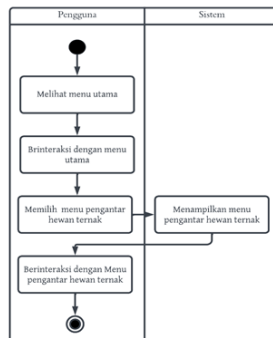 Pengguna
Sistem
Melihat menu utama
Brinteraksi dengan menu
utama
Memilih menu pengantar
hewan ternak
Menampilkan menu
pengantar hewan ternak
Berinteraksi dengan Menu
pengantar hewan ternak